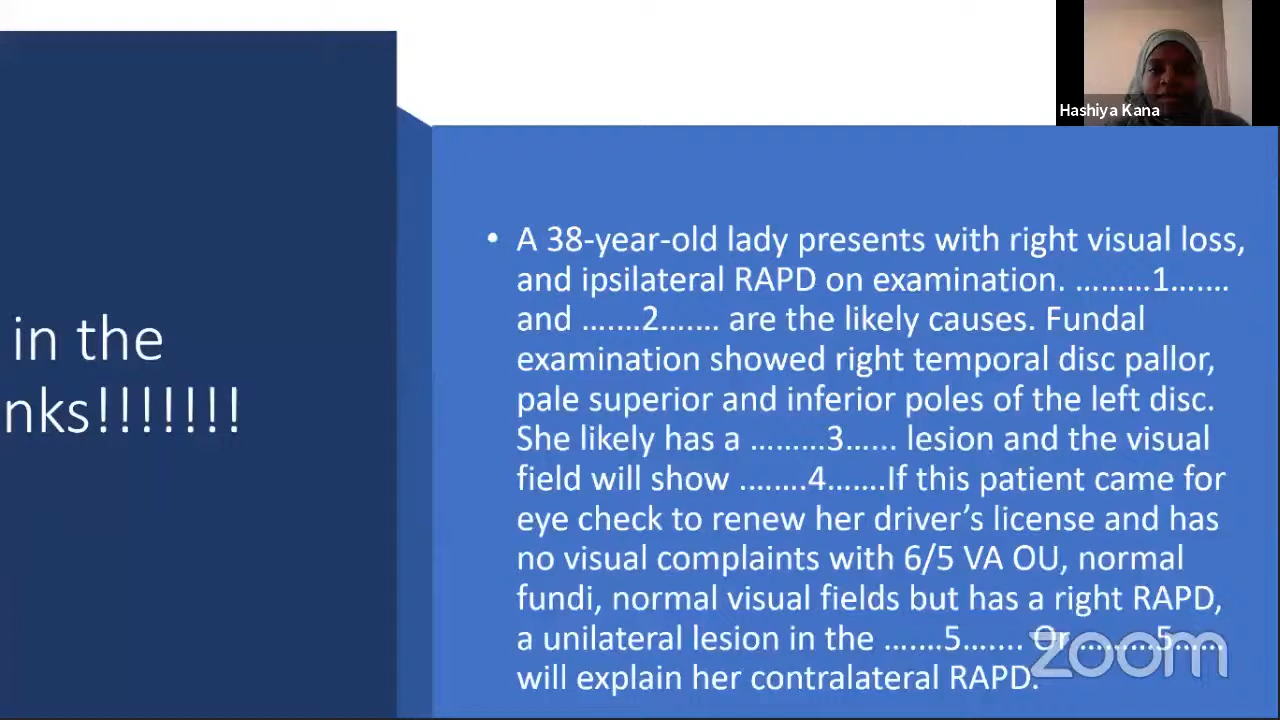 Hashiya Kana
in the
nks!!!!!!!
• A 38-year-old lady presents with right visual loss,
and ipsilateral RAPD on examination. ………1…….
and …….2……. are the likely causes. Fundal
examination showed right temporal disc pallor,
pale superior and inferior poles of the left disc.
She likely has a ………3…... lesion and the visual
field will show ……..4…….If this patient came for
eye check to renew her driver’s license and has
no visual complaints with 6/5 VA OU, normal
fundi, normal visual fields but has a right RAPD,
a unilateral lesion in the …….5……. Or ………5……
will explain her contralateral RAPD.
zoom